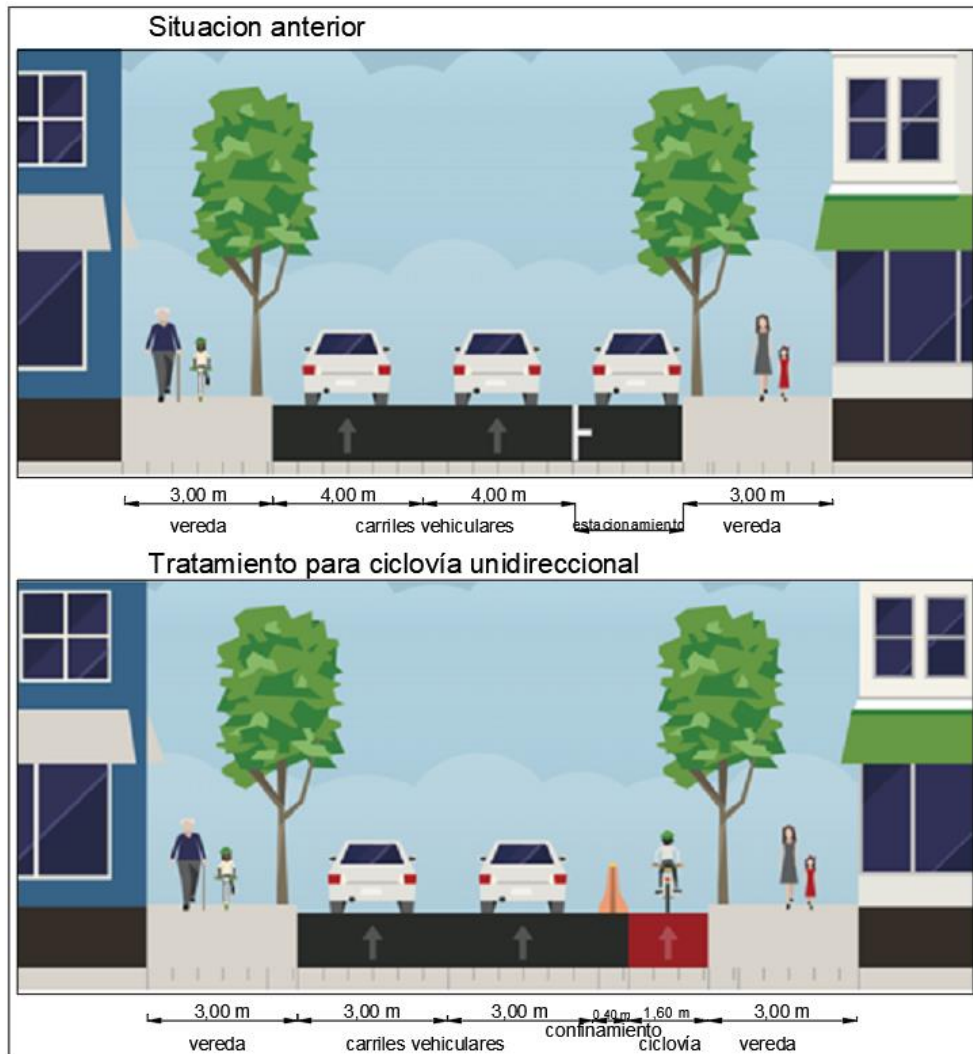 Situacion anterior
3,00 m 4,00 m 4,00 m 3,00 m
vereda carriles vehiculares estacionamiento vereda
Tratamiento para ciclovía unidireccional
3,00 m 3,00 m 3,00 m 0,40 m 1,60 m 3,00 m
vereda carriles vehiculares confinamiento ciclovía vereda